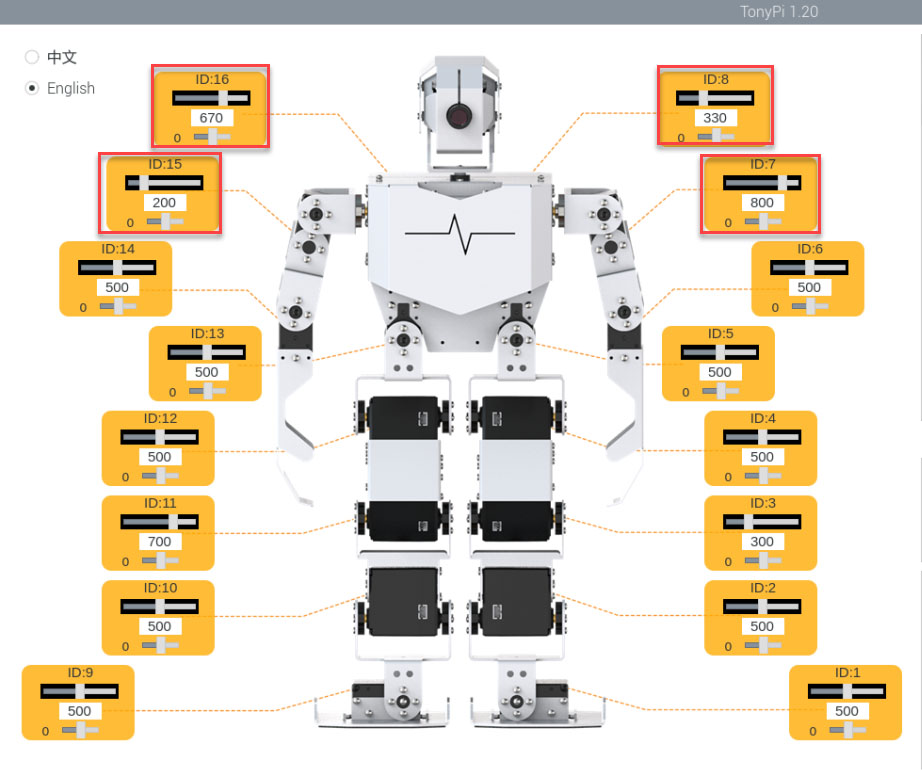 TonyPi 1.20
中文
English
ID:16
670
0
ID:8
330
0
ID:15
200
0
ID:7
800
0
ID:14
500
0
ID:6
500
0
ID:13
500
0
ID:5
500
0
ID:12
500
0
ID:4
500
0
ID:11
700
0
ID:3
300
0
ID:10
500
0
ID:2
500
0
ID:9
500
0
ID:1
500
0